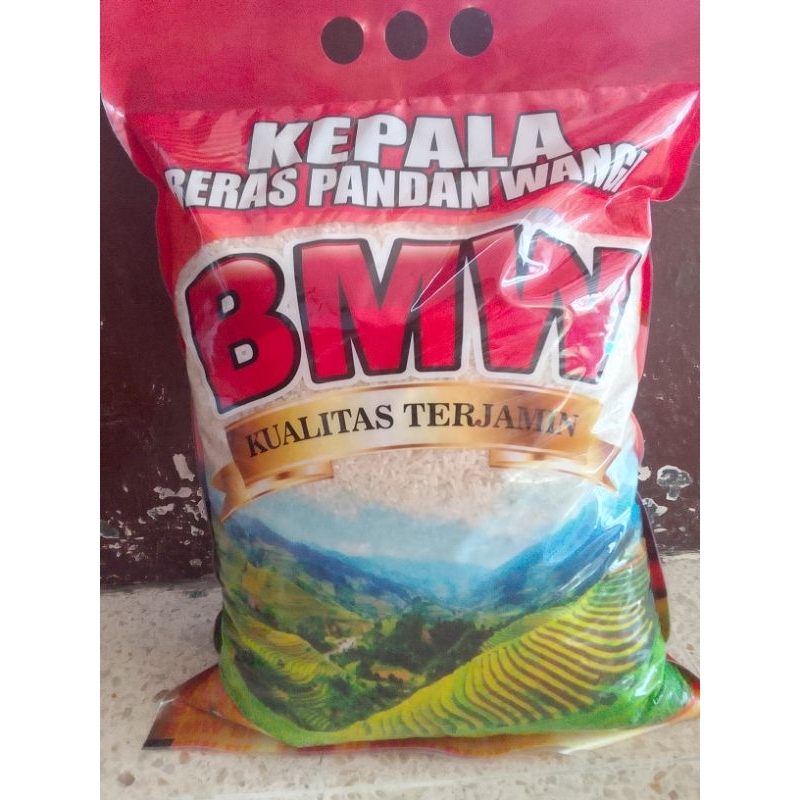 KEPALA
BERAS PANDAN WANGI
BMW
KUALITAS TERJAMIN